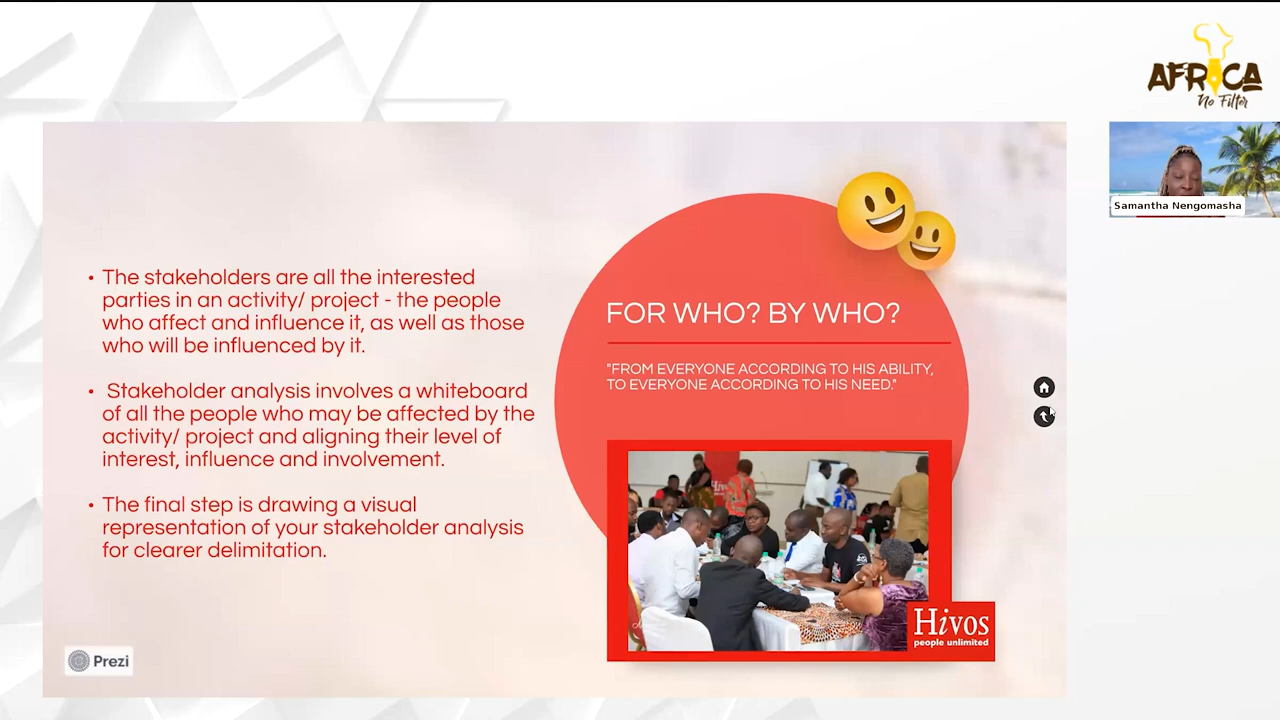 AFRICA
No Filter
Samantha Nengomasha
• The stakeholders are all the interested
parties in an activity/ project - the people
who affect and influence it, as well as those
who will be influenced by it.
• Stakeholder analysis involves a whiteboard
of all the people who may be affected by the
activity/ project and aligning their level of
interest, influence and involvement.
• The final step is drawing a visual
representation of your stakeholder analysis
for clearer delimitation.
FOR WHO? BY WHO?
"FROM EVERYONE ACCORDING TO HIS ABILITY,
TO EVERYONE ACCORDING TO HIS NEED."
Hivos
people unlimited
Prezi